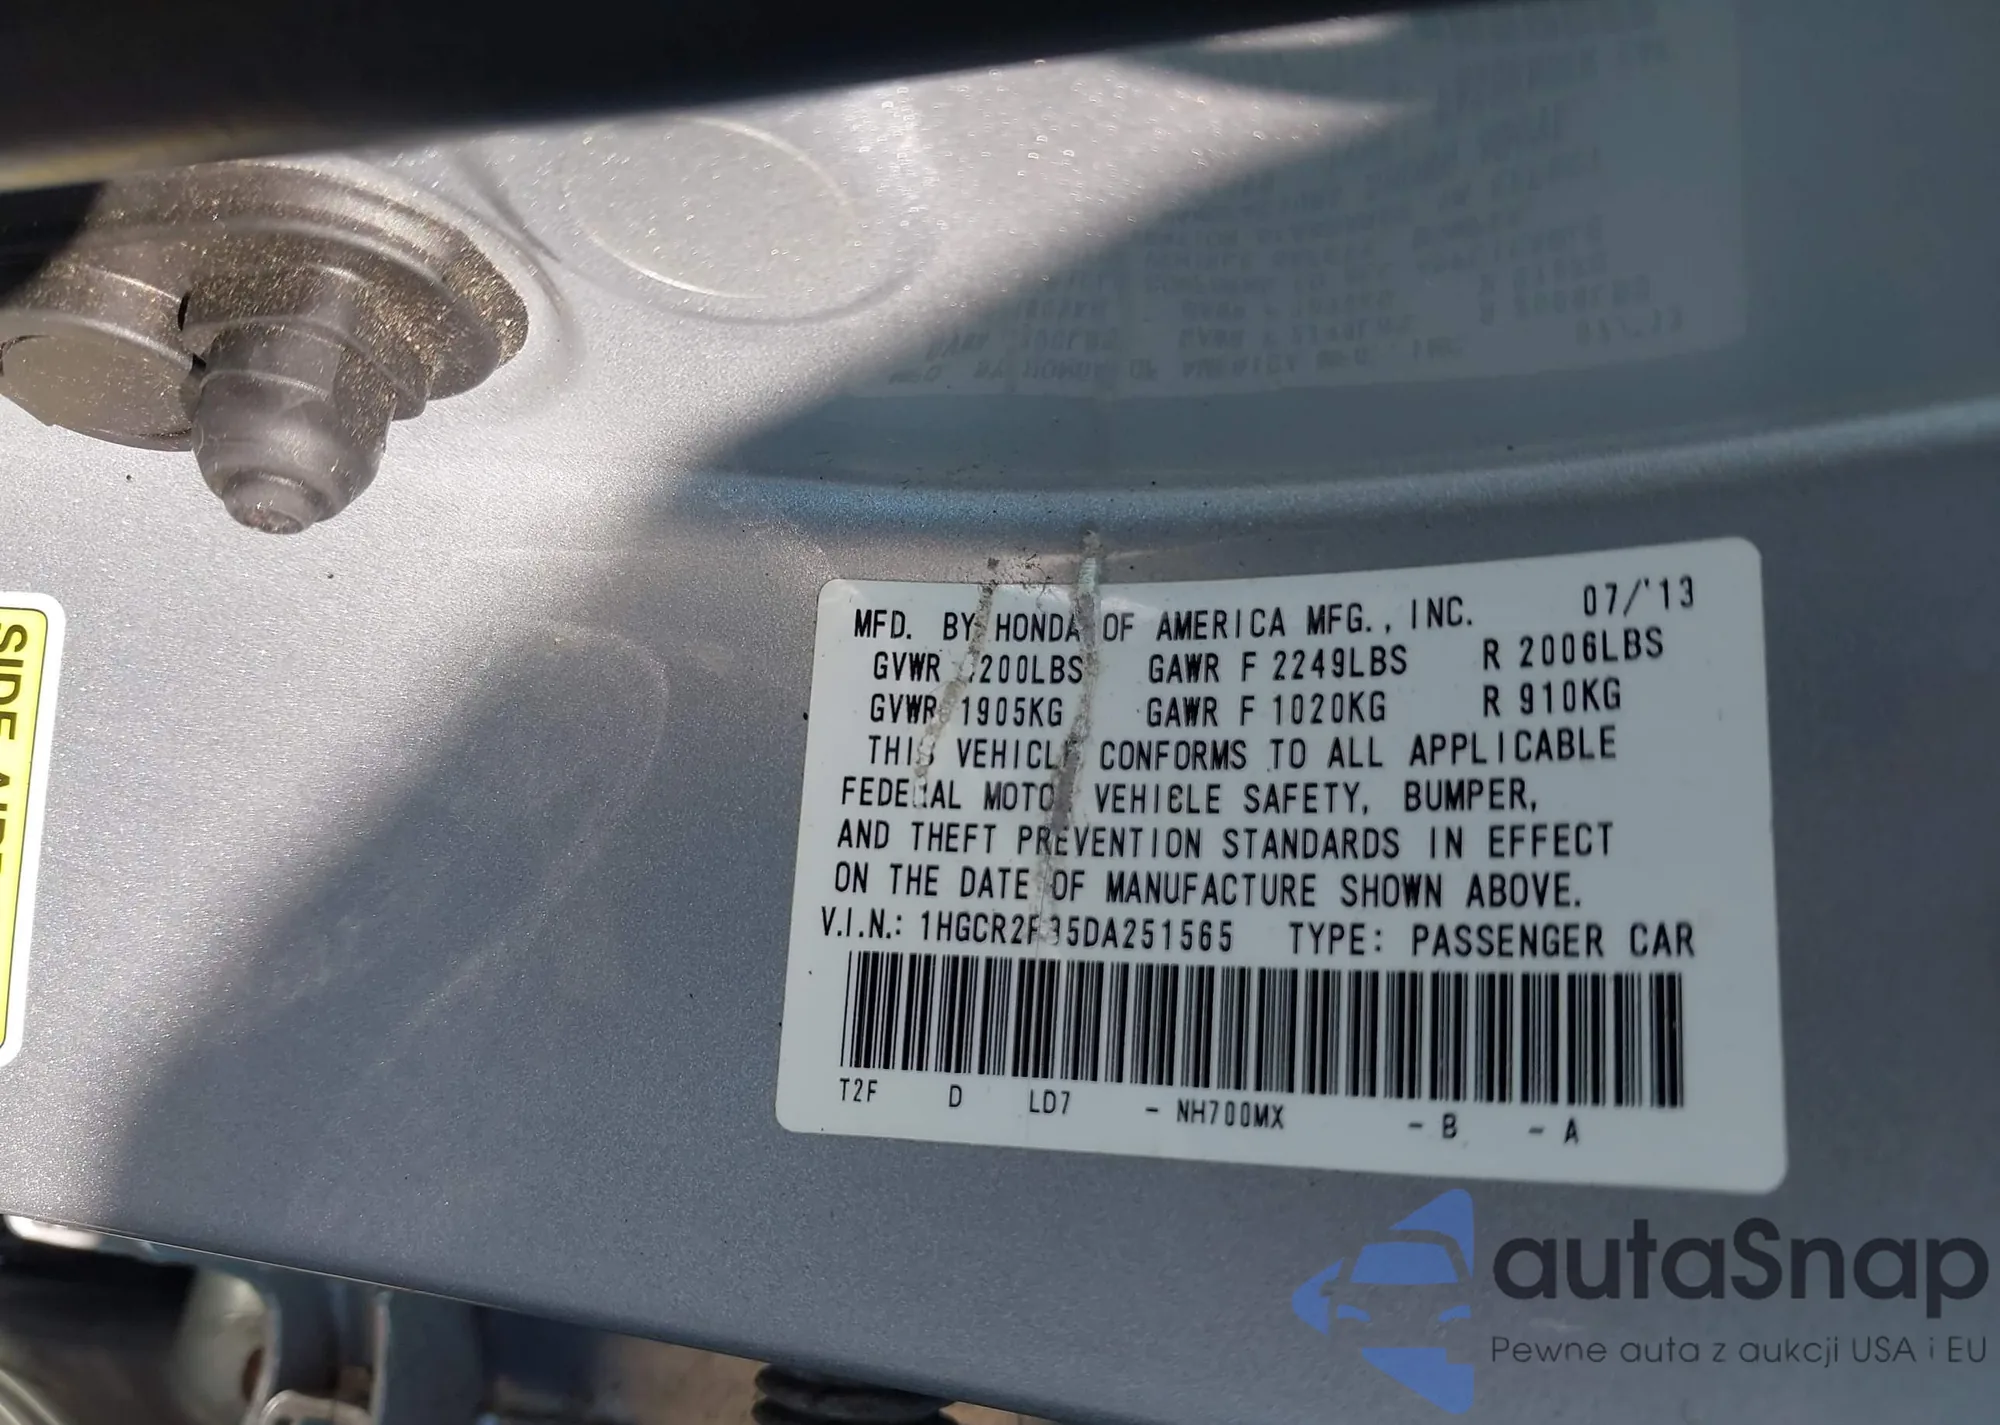 MFD. BY HONDA OF AMERICA MFG., INC. 07/'13
GVWR 200LBS GAWR F 2249LBS R 2006LBS
GVWR 1905KG GAWR F 1020KG R 910KG
THIS VEHICLE CONFORMS TO ALL APPLICABLE
FEDERAL MOTOR VEHICLE SAFETY, BUMPER,
AND THEFT PREVENTION STANDARDS IN EFFECT
ON THE DATE OF MANUFACTURE SHOWN ABOVE.
V.I.N.: TYPE: PASSENGER CAR
T2F D LD7 - NH700MX - B - A
SIDE
autaSnap
Pewne auta z aukcji USA i EU